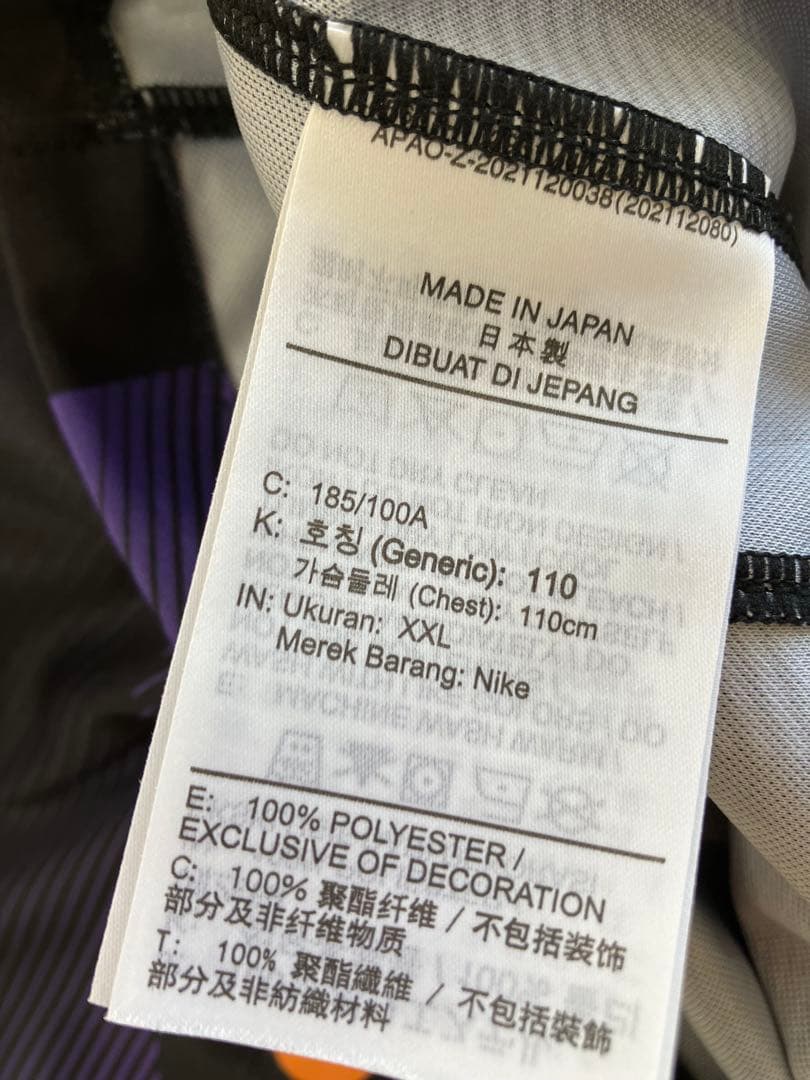 APAO-Z-2021120038(202112080)
MADE IN JAPAN
日本製
DIBUAT DI JEPANG
C: 185/100A
K: 호칭 (Generic): 110
가슴둘레 (Chest): 110cm
IN: Ukuran: XXL
Merek Barang: Nike
E: 100% POLYESTER /
EXCLUSIVE OF DECORATION
C: 100% 聚酯纤维 / 不包括装饰
部分及非纤维物质
T: 100% 聚酯纖維 / 不包括裝飾
部分及非紡織材料